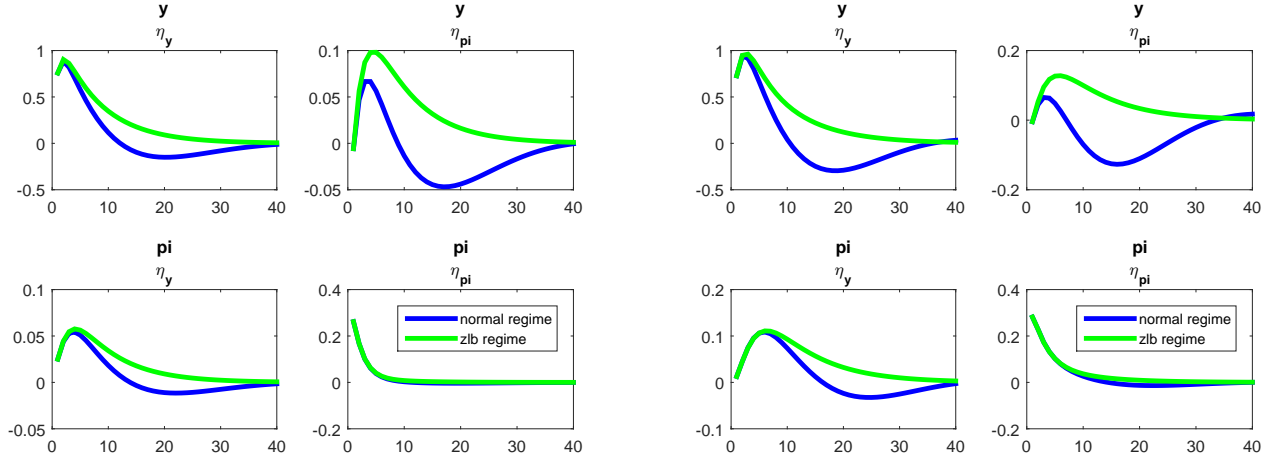 y y y y
η_y η_pi η_y η_pi
1 0.1 1 0.2
0.5 0.05 0.5 0
0 0 0 -0.2
-0.5 -0.05 -0.5
0 10 20 30 40 0 10 20 30 40 0 10 20 30 40 0 10 20 30 40
pi pi pi pi
η_y η_pi η_y η_pi
0.1 0.4 0.2 0.4
0.05 0.2 0.1 0.2
0 0 0 0
-0.05 -0.2 -0.1 -0.2
normal regime normal regime
zlb regime zlb regime
0 10 20 30 40 0 10 20 30 40 0 10 20 30 40 0 10 20 30 40